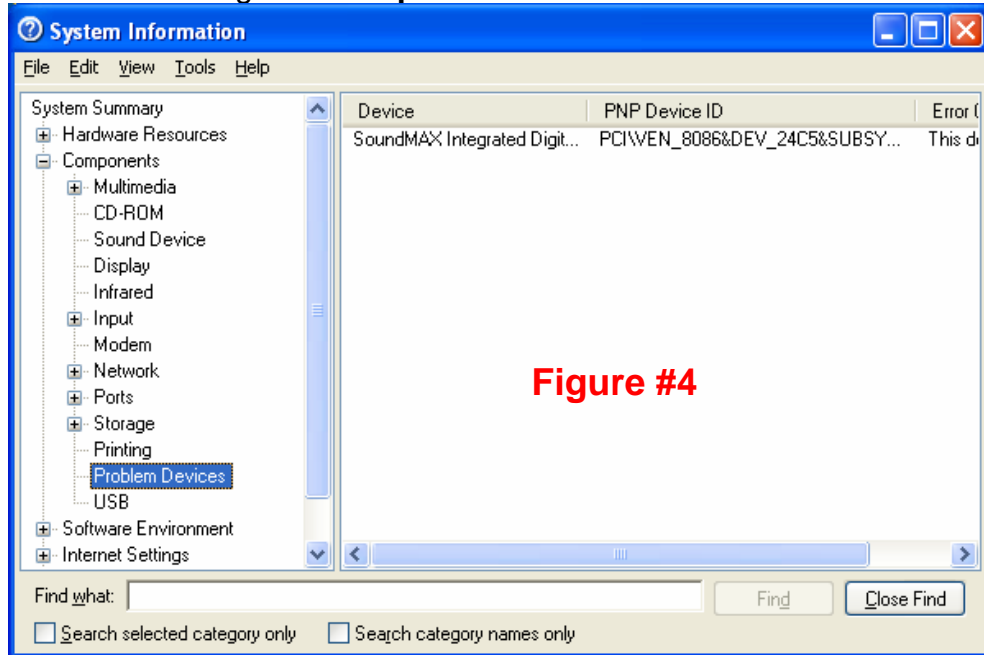 System Information
File Edit View Tools Help
System Summary
Hardware Resources
Components
Multimedia
CD-ROM
Sound Device
Display
Infrared
Input
Modem
Network
Ports
Storage
Printing
Problem Devices
USB
Software Environment
Internet Settings
Device PNP Device ID Error
SoundMAX Integrated Digit... PCI\VEN_8086&DEV_24C5&SUBSY... This
Figure #4
Find what: Find Close Find
Search selected category only Search category names only